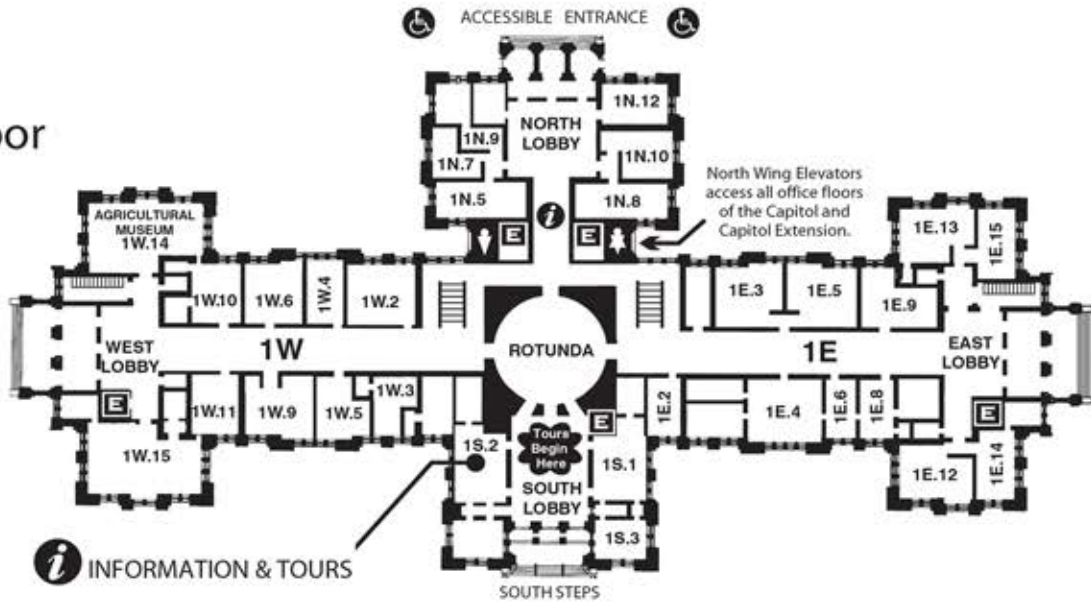 ACCESSIBLE ENTRANCE
oor
1N.12
NORTH
LOBBY
1N.9
1N.7
1N.10
1N.5
1N.8
North Wing Elevators
access all office floors
of the Capitol and
Capitol Extension.
i
E
E
AGRICULTURAL
MUSEUM
1W.14
1E.13
1E.15
1W.10
1W.6
1W.4
1W.2
1E.3
1E.5
1E.9
WEST
LOBBY
1W
ROTUNDA
1E
EAST
LOBBY
E
1W.11
1W.9
1W.5
1W.3
1E.2
1E.4
1E.6
1E.8
E
E
1W.15
1S.2
Tours
Begin
Here
1S.1
1E.12
1E.14
SOUTH
LOBBY
1S.3
i INFORMATION & TOURS
SOUTH STEPS